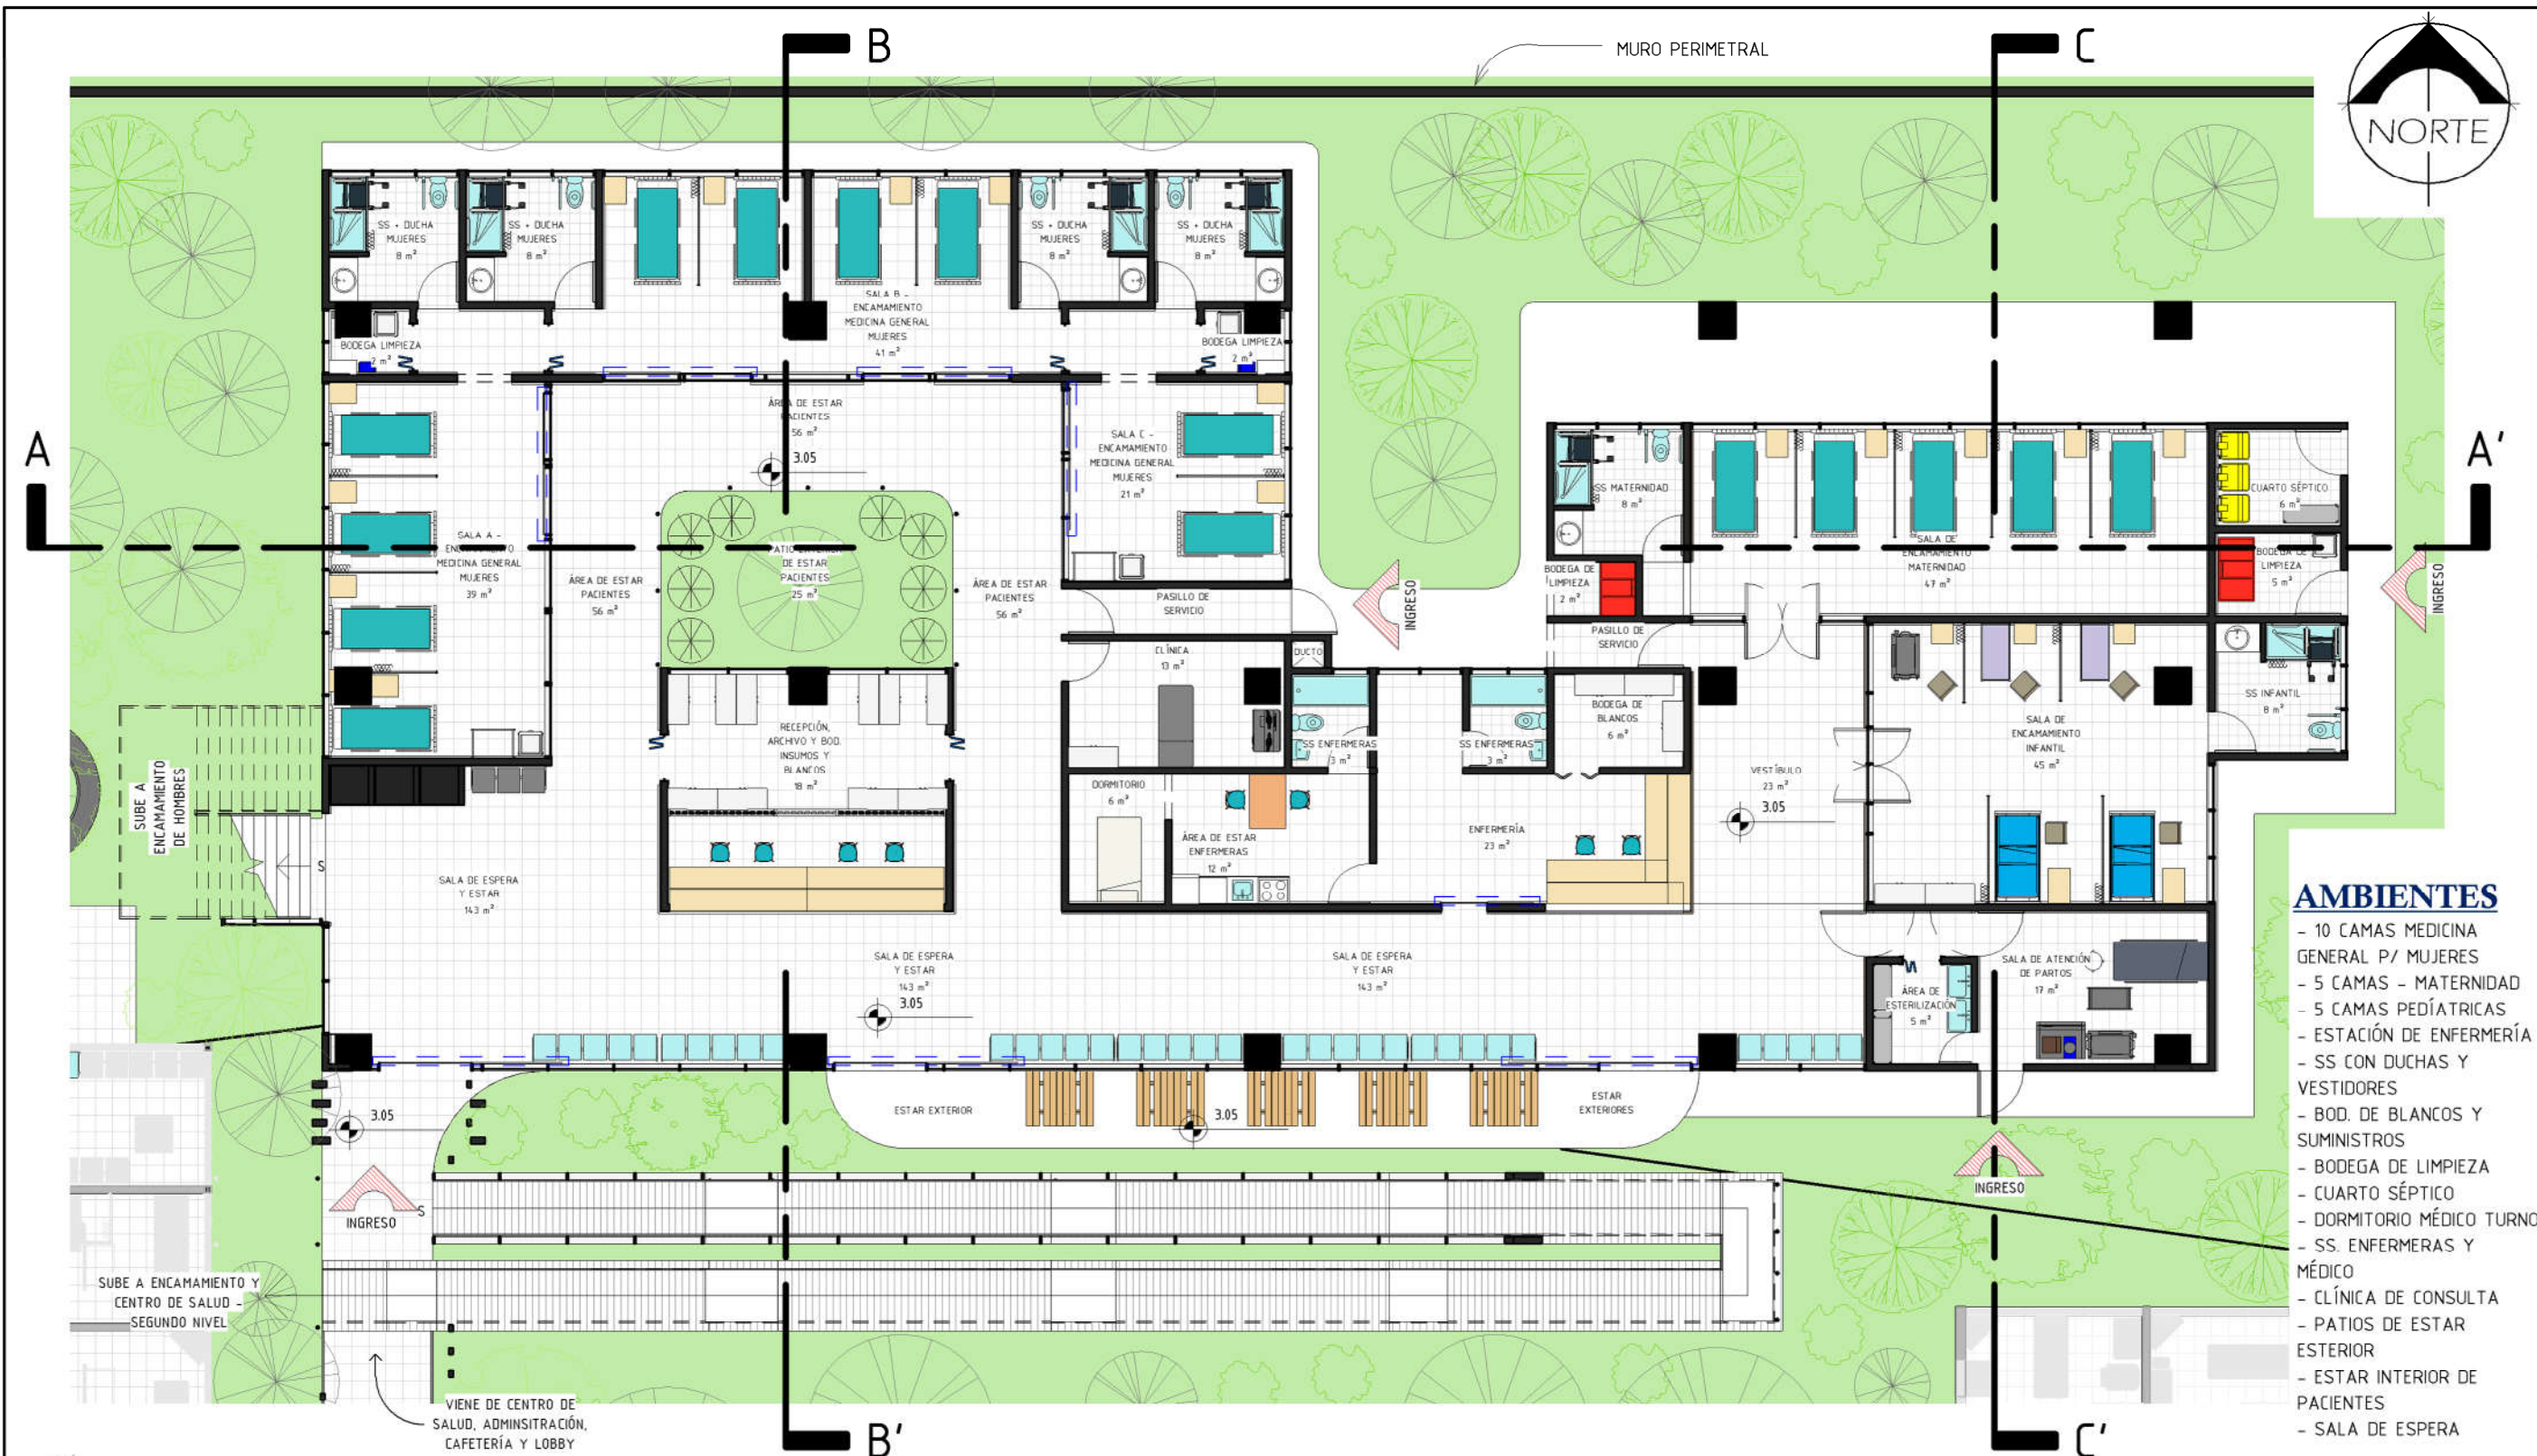 B
MURO PERIMETRAL
C
NORTE
SS + DUCHA
MUJERES
8 m²
SS + DUCHA
MUJERES
8 m²
SS + DUCHA
MUJERES
8 m²
SS + DUCHA
MUJERES
8 m²
SALA B -
ENCAMAMIENTO
MEDICINA GENERAL
MUJERES
41 m²
BODEGA LIMPIEZA
2 m²
BODEGA LIMPIEZA
2 m²
ÁREA DE ESTAR
PACIENTES
56 m²
3.05
SALA C -
ENCAMAMIENTO
MEDICINA GENERAL
MUJERES
21 m²
A
A'
SALA A -
ENCAMAMIENTO
MEDICINA GENERAL
MUJERES
39 m²
ÁREA DE ESTAR
PACIENTES
56 m²
PATIO EXTERIOR
DE ESTAR
PACIENTES
25 m²
ÁREA DE ESTAR
PACIENTES
56 m²
PASILLO DE
SERVICIO
INGRESO
SS MATERNIDAD
8 m²
BODEGA DE
LIMPIEZA
2 m²
PASILLO DE
SERVICIO
SALA DE
ENCAMAMIENTO
MATERNIDAD
47 m²
CUARTO SÉPTICO
6 m²
BODEGA DE
LIMPIEZA
5 m²
INGRESO
CLÍNICA
13 m²
DUCTO
RECEPCIÓN,
ARCHIVO Y BOD.
INSUMOS Y
BLANCOS
18 m²
SS ENFERMERAS
3 m²
SS ENFERMERAS
3 m²
BODEGA DE
BLANCOS
6 m²
VESTÍBULO
23 m²
3.05
SALA DE
ENCAMAMIENTO
INFANTIL
45 m²
SS INFANTIL
8 m²
SUBE A
ENCAMAMIENTO
DE HOMBRES
S
DORMITORIO
6 m²
ÁREA DE ESTAR
ENFERMERAS
12 m²
ENFERMERÍA
23 m²
SALA DE ESPERA
Y ESTAR
143 m²
SALA DE ESPERA
Y ESTAR
143 m²
3.05
SALA DE ESPERA
Y ESTAR
143 m²
ÁREA DE
ESTERILIZACIÓN
5 m²
SALA DE ATENCIÓN
DE PARTOS
17 m²
3.05
ESTAR EXTERIOR
3.05
ESTAR
EXTERIORES
INGRESO
S
INGRESO
SUBE A ENCAMAMIENTO Y
CENTRO DE SALUD -
SEGUNDO NIVEL
VIENE DE CENTRO DE
SALUD, ADMINSITRACIÓN,
CAFETERÍA Y LOBBY
B'
C'
AMBIENTES
- 10 CAMAS MEDICINA
GENERAL P/ MUJERES
- 5 CAMAS - MATERNIDAD
- 5 CAMAS PEDÍATRICAS
- ESTACIÓN DE ENFERMERÍA
- SS CON DUCHAS Y
VESTIDORES
- BOD. DE BLANCOS Y
SUMINISTROS
- BODEGA DE LIMPIEZA
- CUARTO SÉPTICO
- DORMITORIO MÉDICO TURNO
- SS. ENFERMERAS Y
MÉDICO
- CLÍNICA DE CONSULTA
- PATIOS DE ESTAR
ESTERIOR
- ESTAR INTERIOR DE
PACIENTES
- SALA DE ESPERA